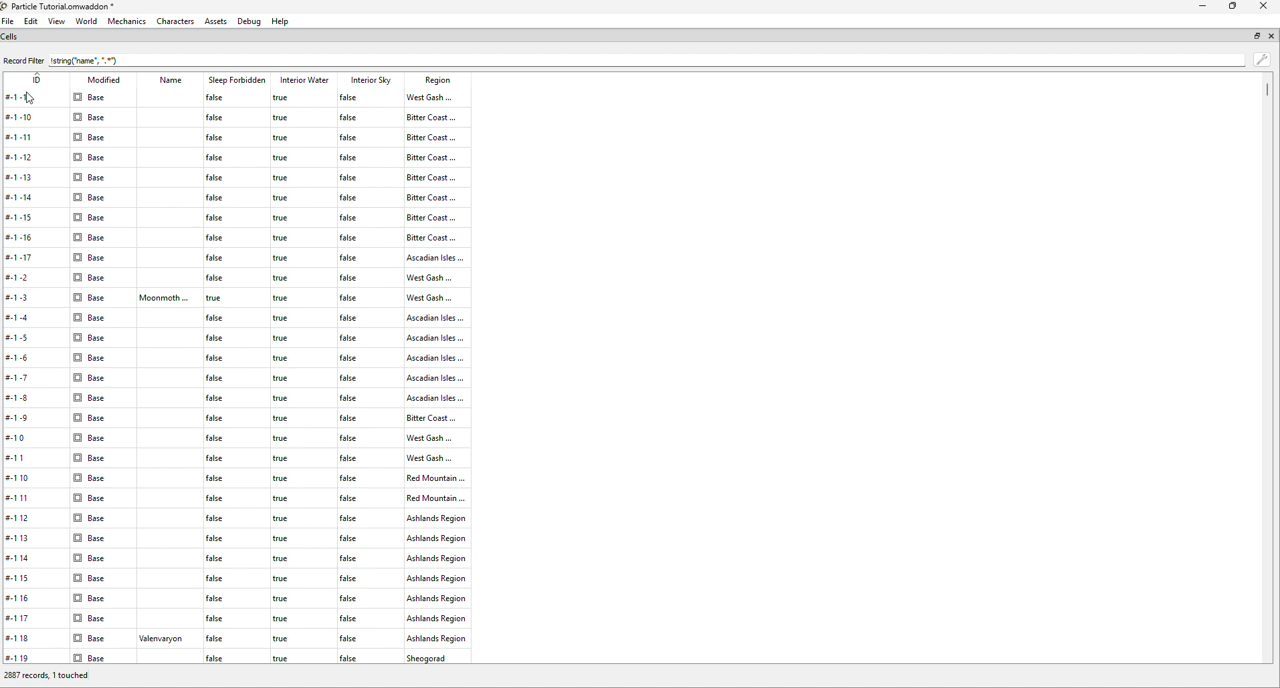 Particle Tutorial.omwaddon *
File Edit View World Mechanics Characters Assets Debug Help
Cells
Record Filter !string("name", ".*")
ID Modified Name Sleep Forbidden Interior Water Interior Sky Region
#-1 -1 Base false true false West Gash ...
#-1 -10 Base false true false Bitter Coast ...
#-1 -11 Base false true false Bitter Coast ...
#-1 -12 Base false true false Bitter Coast ...
#-1 -13 Base false true false Bitter Coast ...
#-1 -14 Base false true false Bitter Coast ...
#-1 -15 Base false true false Bitter Coast ...
#-1 -16 Base false true false Bitter Coast ...
#-1 -17 Base false true false Ascadian Isles ...
#-1 -2 Base false true false West Gash ...
#-1 -3 Base Moonmoth ... true true false West Gash ...
#-1 -4 Base false true false Ascadian Isles ...
#-1 -5 Base false true false Ascadian Isles ...
#-1 -6 Base false true false Ascadian Isles ...
#-1 -7 Base false true false Ascadian Isles ...
#-1 -8 Base false true false Ascadian Isles ...
#-1 -9 Base false true false Bitter Coast ...
#-1 0 Base false true false West Gash ...
#-1 1 Base false true false West Gash ...
#-1 10 Base false true false Red Mountain ...
#-1 11 Base false true false Red Mountain ...
#-1 12 Base false true false Ashlands Region
#-1 13 Base false true false Ashlands Region
#-1 14 Base false true false Ashlands Region
#-1 15 Base false true false Ashlands Region
#-1 16 Base false true false Ashlands Region
#-1 17 Base false true false Ashlands Region
#-1 18 Base Valenvaryon false true false Ashlands Region
#-1 19 Base false true false Sheogorad
2887 records, 1 touched